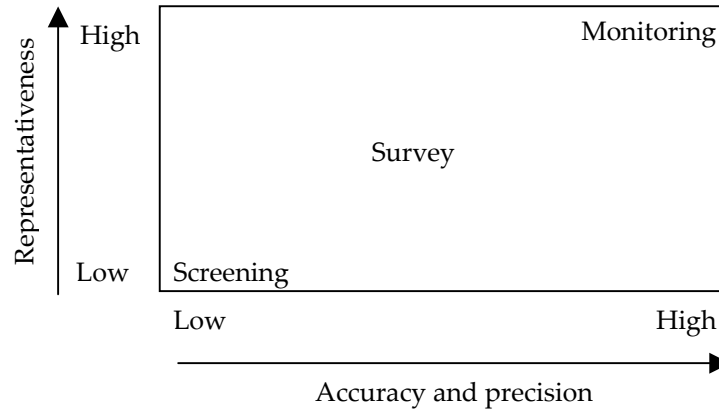 Representativeness
High
Monitoring
Survey
Low
Screening
Low
High
Accuracy and precision